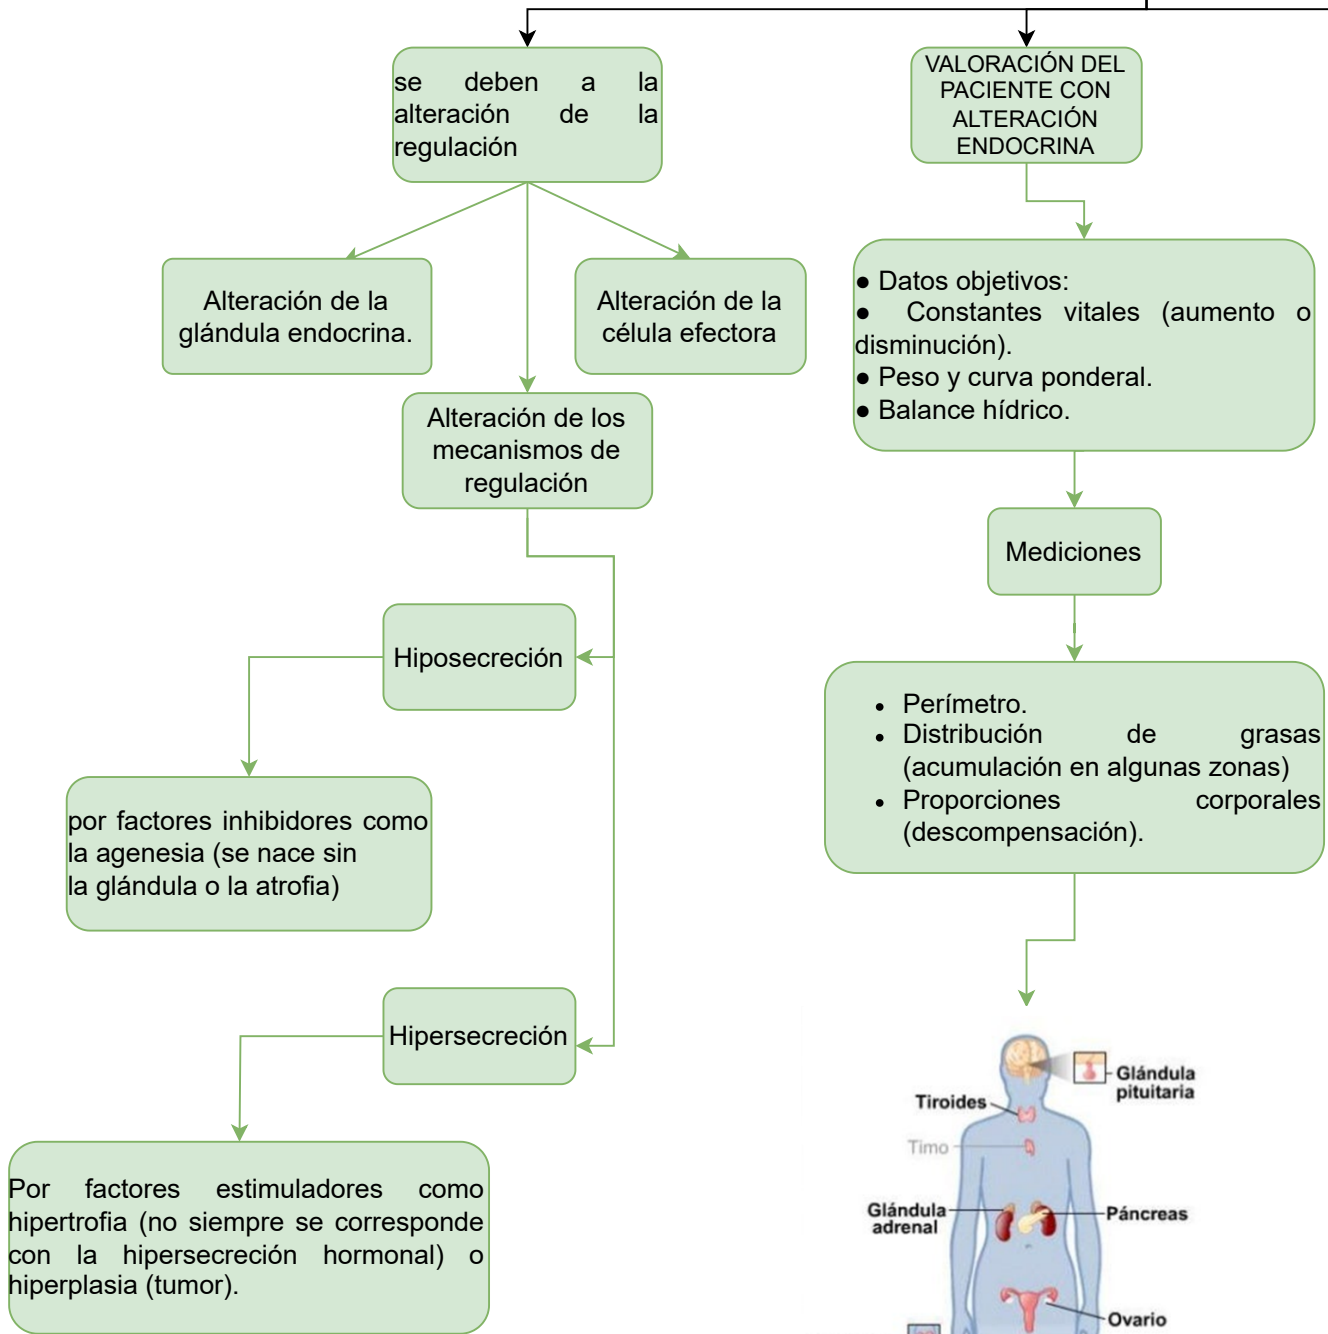 se deben a la
alteración de la
regulación
Alteración de la
glándula endocrina.
Alteración de la
célula efectora
Alteración de los
mecanismos de
regulación
Hiposecreción
por factores inhibidores como
la agenesia (se nace sin
la glándula o la atrofia)
Hipersecreción
Por factores estimuladores como
hipertrofia (no siempre se corresponde
con la hipersecreción hormonal) o
hiperplasia (tumor).
VALORACIÓN DEL
PACIENTE CON
ALTERACIÓN
ENDOCRINA
● Datos objetivos:
● Constantes vitales (aumento o
disminución).
● Peso y curva ponderal.
● Balance hídrico.
Mediciones
• Perímetro.
• Distribución de grasas
(acumulación en algunas zonas)
• Proporciones corporales
(descompensación).
Glándula
pituitaria
Tiroides
Timo
Glándula
adrenal
Páncreas
Ovario